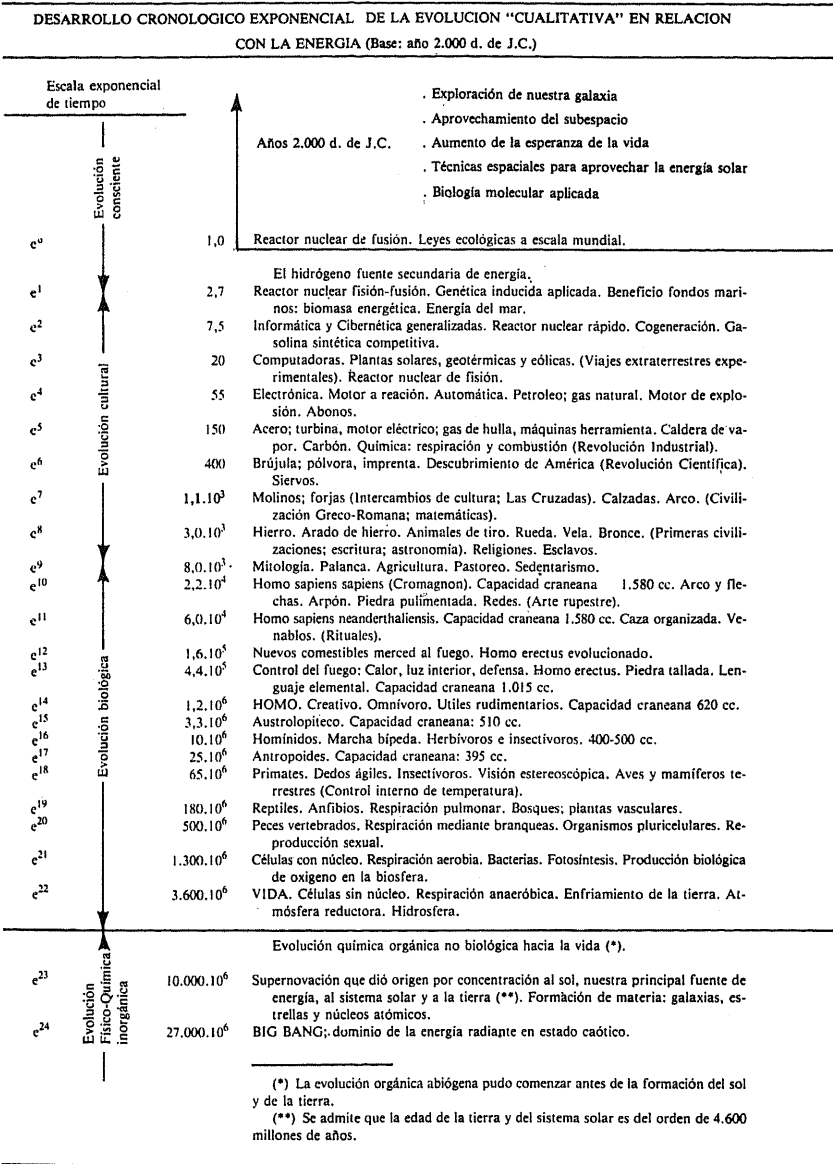 DESARROLLO CRONOLOGICO EXPONENCIAL DE LA EVOLUCION "CUALITATIVA" EN RELACION
CON LA ENERGIA (Base: año 2.000 d. de J.C.)
Escala exponencial
de tiempo
. Exploración de nuestra galaxia
. Aprovechamiento del subespacio
Años 2.000 d. de J.C. . Aumento de la esperanza de la vida
. Técnicas espaciales para aprovechar la energía solar
. Biología molecular aplicada
Evolución
consciente
e⁰ 1,0 Reactor nuclear de fusión. Leyes ecológicas a escala mundial.
El hidrógeno fuente secundaria de energía.
e¹ 2,7 Reactor nuclear fisión-fusión. Genética inducida aplicada. Beneficio fondos mari-
nos: biomasa energética. Energía del mar.
e² 7,5 Informática y Cibernética generalizadas. Reactor nuclear rápido. Cogeneración. Ga-
solina sintética competitiva.
e³ 20 Computadoras. Plantas solares, geotérmicas y eólicas. (Viajes extraterrestres expe-
rimentales). Reactor nuclear de fisión.
e⁴ 55 Electrónica. Motor a reación. Automática. Petroleo; gas natural. Motor de explo-
sión. Abonos.
Evolución cultural
e⁵ 150 Acero; turbina, motor eléctrico; gas de hulla, máquinas herramienta. Caldera de va-
por. Carbón. Química: respiración y combustión (Revolución Industrial).
e⁶ 400 Brújula; pólvora, imprenta. Descubrimiento de América (Revolución Científica).
Siervos.
e⁷ 1,1.10³ Molinos; forjas (Intercambios de cultura; Las Cruzadas). Calzadas. Arco. (Civili-
zación Greco-Romana; matemáticas).
e⁸ 3,0.10³ Hierro. Arado de hierro. Animales de tiro. Rueda. Vela. Bronce. (Primeras civili-
zaciones; escritura; astronomía). Religiones. Esclavos.
e⁹ 8,0.10³ Mitología. Palanca. Agricultura. Pastoreo. Sedentarismo.
e¹⁰ 2,2.10⁴ Homo sapiens sapiens (Cromagnon). Capacidad craneana 1.580 cc. Arco y fle-
chas. Arpón. Piedra pulimentada. Redes. (Arte rupestre).
e¹¹ 6,0.10⁴ Homo sapiens neanderthaliensis. Capacidad craneana 1.580 cc. Caza organizada. Ve-
nablos. (Rituales).
e¹² 1,6.10⁵ Nuevos comestibles merced al fuego. Homo erectus evolucionado.
e¹³ 4,4.10⁵ Control del fuego: Calor, luz interior, defensa. Homo erectus. Piedra tallada. Len-
guaje elemental. Capacidad craneana 1.015 cc.
Evolución biológica
e¹⁴ 1,2.10⁶ HOMO. Creativo. Omnívoro. Utiles rudimentarios. Capacidad craneana 620 cc.
e¹⁵ 3,3.10⁶ Austrolopiteco. Capacidad craneana: 510 cc.
e¹⁶ 10.10⁶ Homínidos. Marcha bípeda. Herbívoros e insectívoros. 400-500 cc.
e¹⁷ 25.10⁶ Antropoides. Capacidad craneana: 395 cc.
e¹⁸ 65.10⁶ Primates. Dedos ágiles. Insectívoros. Visión estereoscópica. Aves y mamíferos te-
rrestres (Control interno de temperatura).
e¹⁹ 180.10⁶ Reptiles. Anfibios. Respiración pulmonar. Bosques; plantas vasculares.
e²⁰ 500.10⁶ Peces vertebrados. Respiración mediante branqueas. Organismos pluricelulares. Re-
producción sexual.
e²¹ 1.300.10⁶ Células con núcleo. Respiración aerobia. Bacterias. Fotosíntesis. Producción biológica
de oxigeno en la biosfera.
e²² 3.600.10⁶ VIDA. Células sin núcleo. Respiración anaeróbica. Enfriamiento de la tierra. At-
mósfera reductora. Hidrosfera.
Evolución química orgánica no biológica hacia la vida (*).
Evolución
Físico-Química
inorgánica
e²³ 10.000.10⁶ Supernovación que dió origen por concentración al sol, nuestra principal fuente de
energía, al sistema solar y a la tierra (**). Formación de materia: galaxias, es-
trellas y núcleos atómicos.
e²⁴ 27.000.10⁶ BIG BANG; dominio de la energía radiante en estado caótico.
(*) La evolución orgánica abiógena pudo comenzar antes de la formación del sol
y de la tierra.
(**) Se admite que la edad de la tierra y del sistema solar es del orden de 4.600
millones de años.